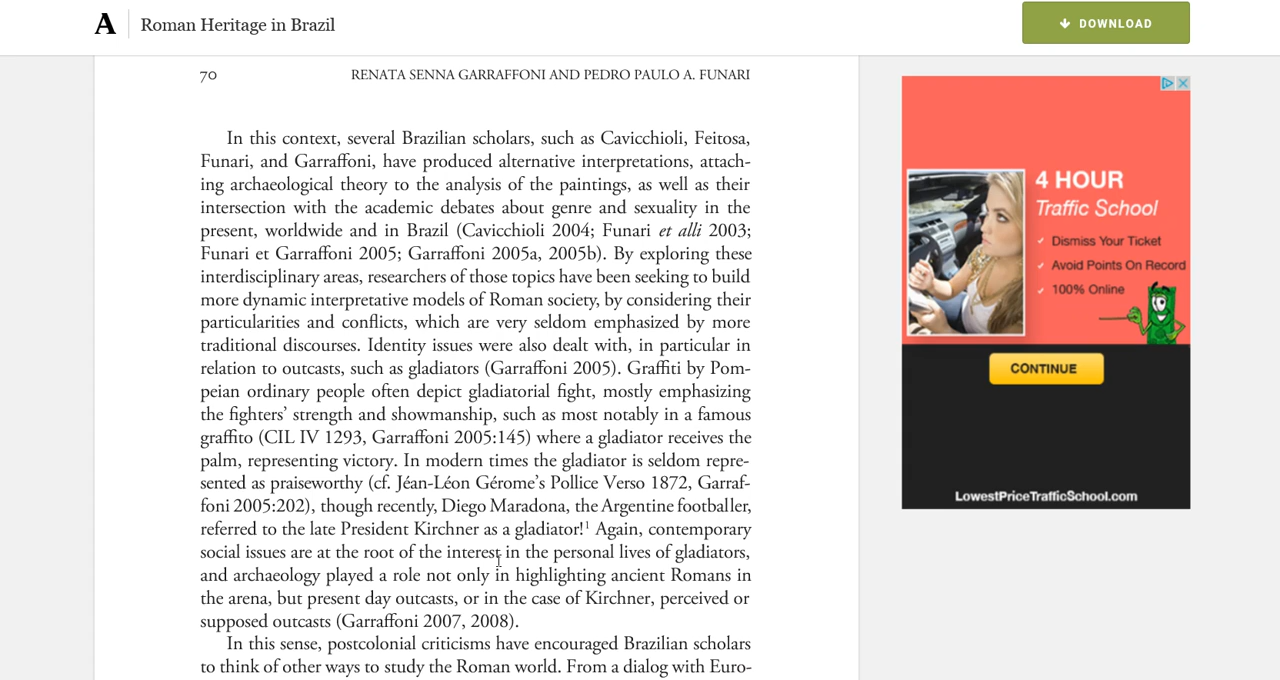 A
Roman Heritage in Brazil
DOWNLOAD
70
RENATA SENNA GARRAFFONI AND PEDRO PAULO A. FUNARI
In this context, several Brazilian scholars, such as Cavicchioli, Feitosa,
Funari, and Garraffoni, have produced alternative interpretations, attach-
ing archaeological theory to the analysis of the paintings, as well as their
intersection with the academic debates about genre and sexuality in the
present, worldwide and in Brazil (Cavicchioli 2004; Funari et alli 2003;
Funari et Garraffoni 2005; Garraffoni 2005a, 2005b). By exploring these
interdisciplinary areas, researchers of those topics have been seeking to build
more dynamic interpretative models of Roman society, by considering their
particularities and conflicts, which are very seldom emphasized by more
traditional discourses. Identity issues were also dealt with, in particular in
relation to outcasts, such as gladiators (Garraffoni 2005). Graffiti by Pom-
peian ordinary people often depict gladiatorial fight, mostly emphasizing
the fighters’ strength and showmanship, such as most notably in a famous
graffito (CIL IV 1293, Garraffoni 2005:145) where a gladiator receives the
palm, representing victory. In modern times the gladiator is seldom repre-
sented as praiseworthy (cf. Jéan-Léon Gérome’s Pollice Verso 1872, Garraf-
foni 2005:202), though recently, Diego Maradona, the Argentine footballer,
referred to the late President Kirchner as a gladiator!¹ Again, contemporary
social issues are at the root of the interest in the personal lives of gladiators,
and archaeology played a role not only in highlighting ancient Romans in
the arena, but present day outcasts, or in the case of Kirchner, perceived or
supposed outcasts (Garraffoni 2007, 2008).
In this sense, postcolonial criticisms have encouraged Brazilian scholars
to think of other ways to study the Roman world. From a dialog with Euro-
4 HOUR
Traffic School
Dismiss Your Ticket
Avoid Points On Record
100% Online
CONTINUE
LowestPriceTrafficSchool.com